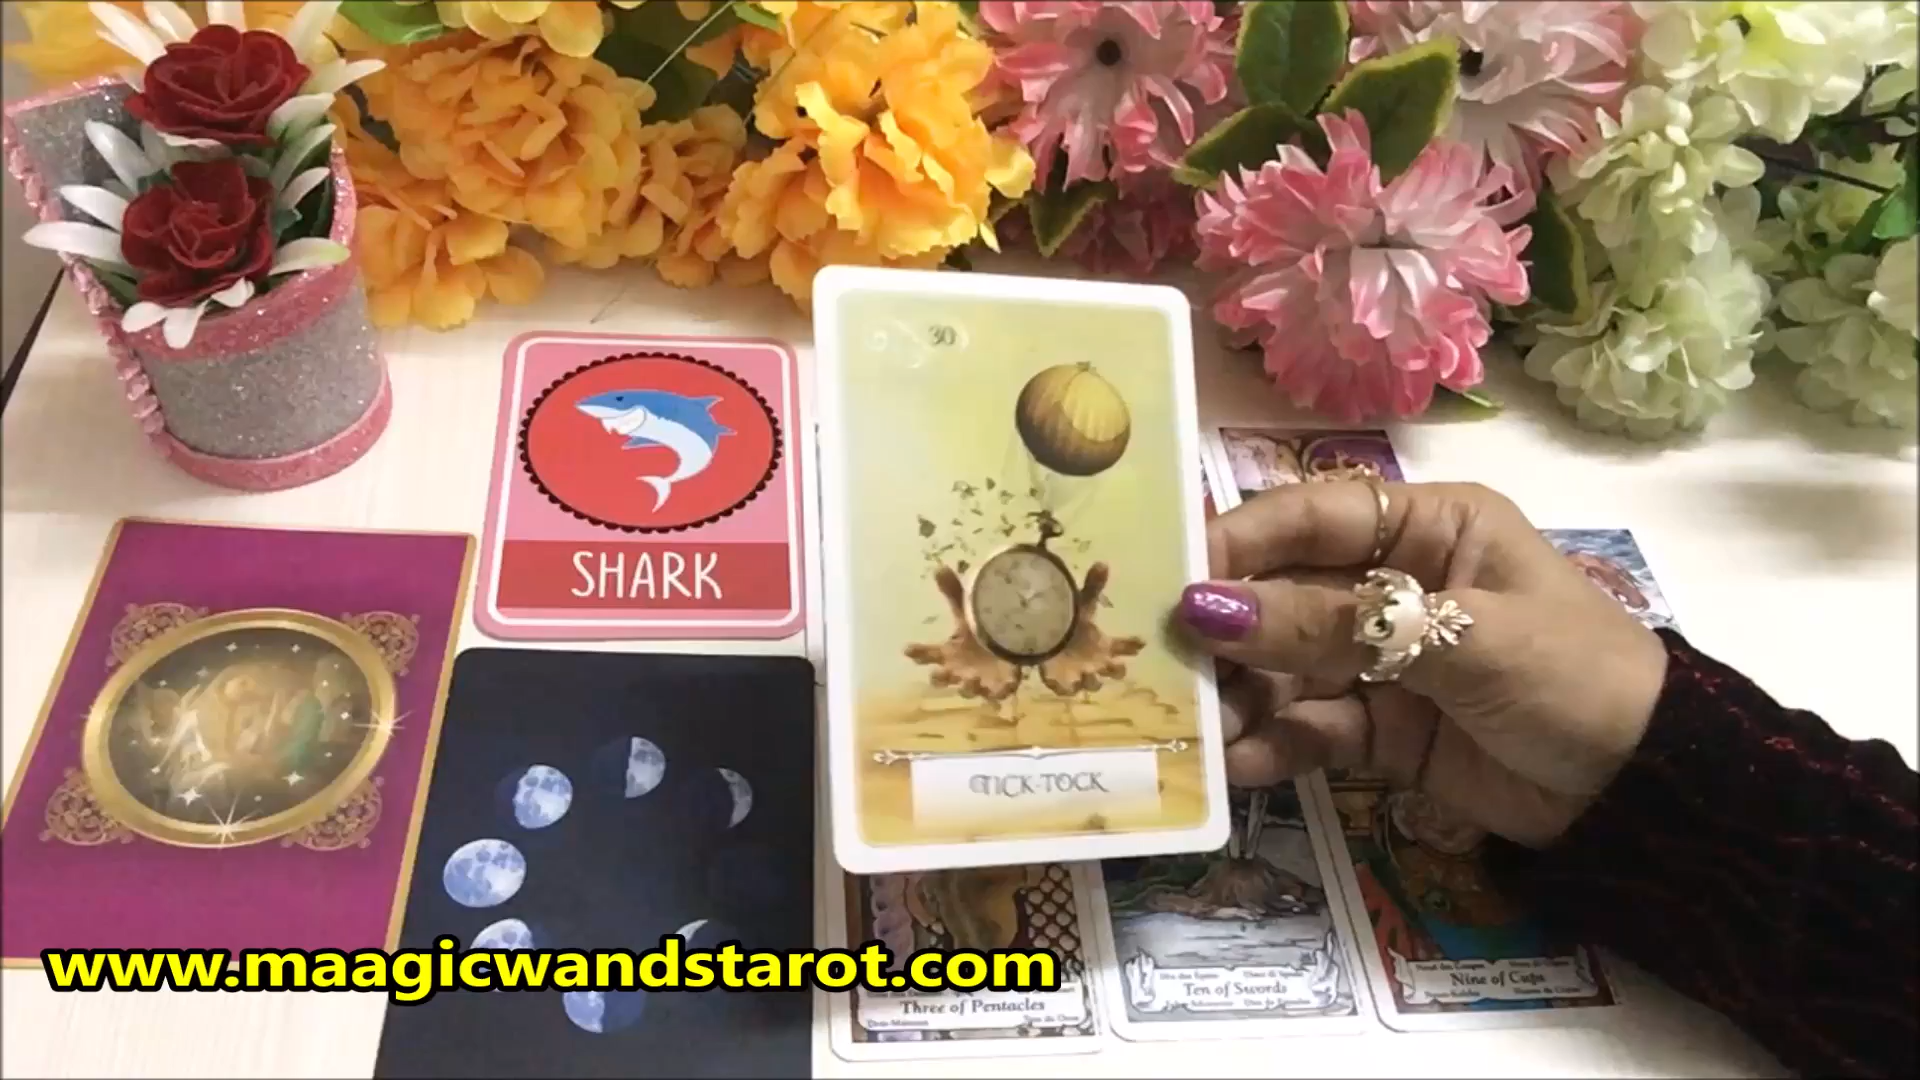 30
SHARK
TICK-TOCK
www.maagicwandstarot.com
Three of Pentacles
Ten of Swords
Nine of Cups